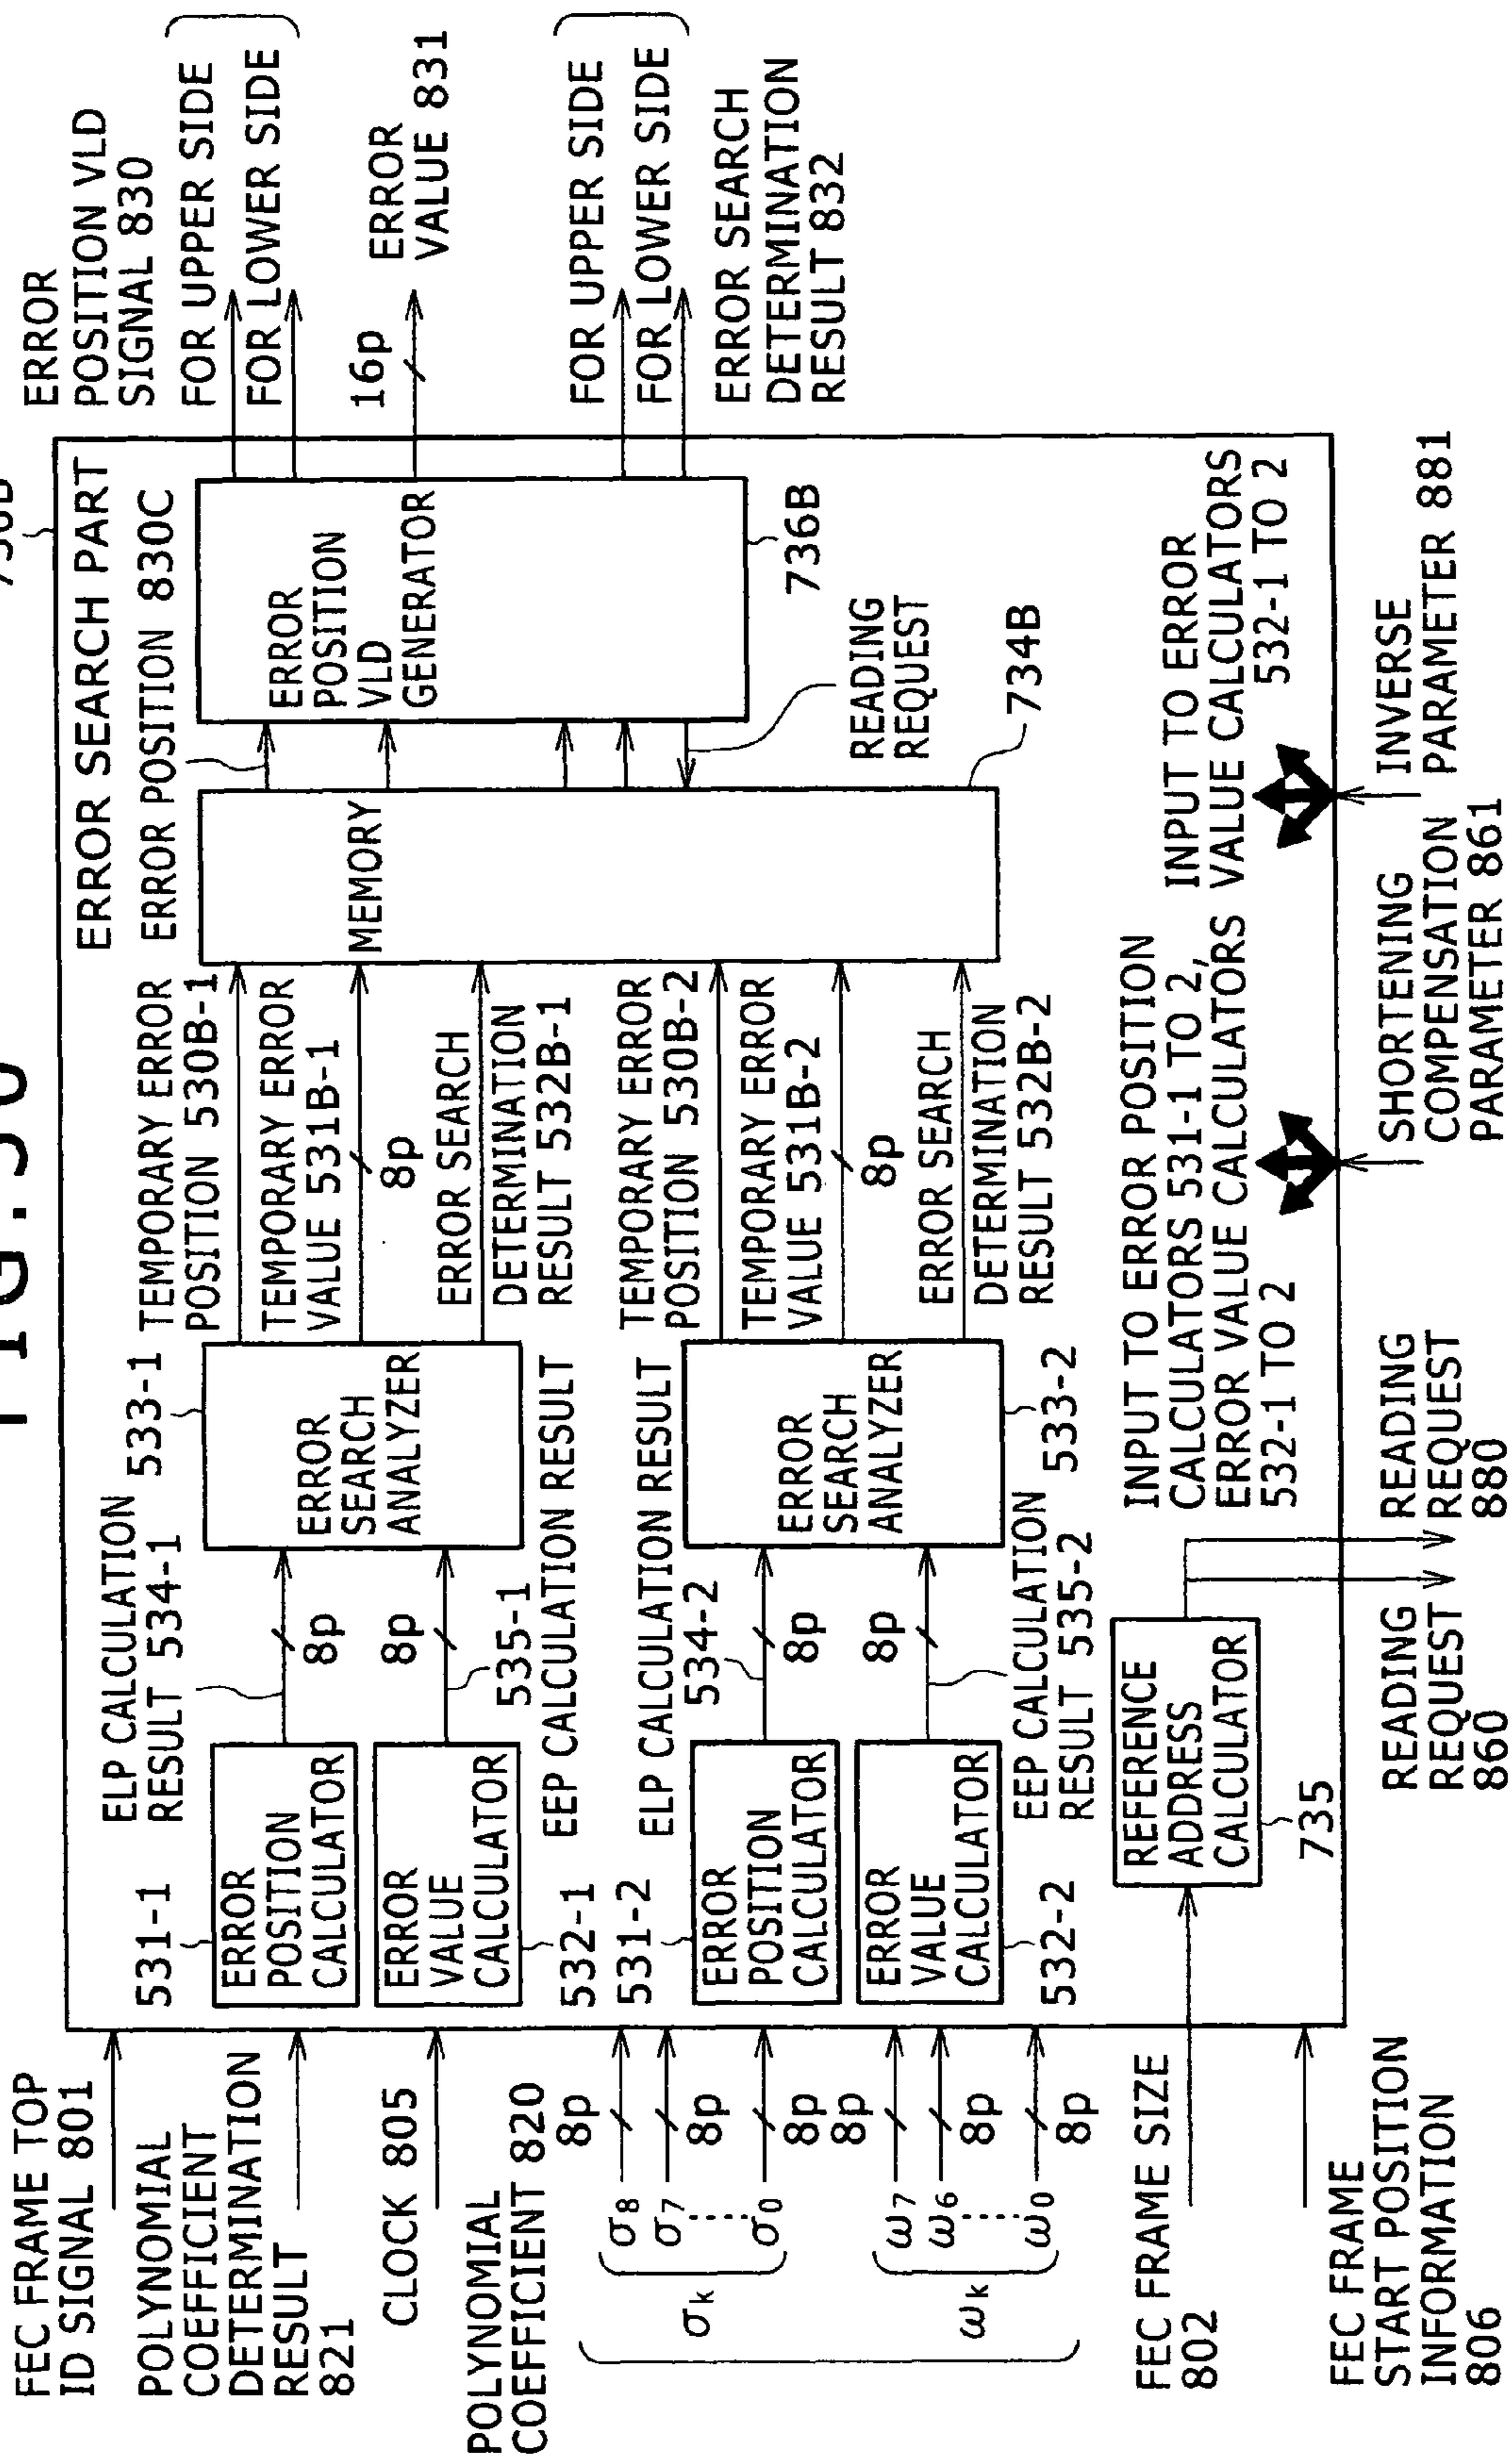 FIG. 30
FEC FRAME TOP
ID SIGNAL 801
POLYNOMIAL
COEFFICIENT
DETERMINATION
RESULT
821
CLOCK 805
POLYNOMIAL
COEFFICIENT 820
8p
σ8
σ7
8p
σ0
8p
σk
8p
ω7
ω6
8p
ω0
8p
ωk
FEC FRAME SIZE
802
FEC FRAME
START POSITION
INFORMATION
806
ERROR SEARCH PART
531-1
ERROR
POSITION
CALCULATOR
ERROR
VALUE
CALCULATOR
532-1
531-2
ERROR
POSITION
CALCULATOR
ERROR
VALUE
CALCULATOR
532-2
REFERENCE
ADDRESS
CALCULATOR
735
ELP CALCULATION
RESULT 534-1
8p
8p
535-1
EEP CALCULATION RESULT
ELP CALCULATION RESULT
534-2
8p
8p
EEP CALCULATION
RESULT 535-2
533-1
ERROR
SEARCH
ANALYZER
ERROR
SEARCH
ANALYZER
533-2
TEMPORARY ERROR
POSITION 530B-1
TEMPORARY ERROR
VALUE 531B-1
8p
ERROR SEARCH
DETERMINATION
RESULT 532B-1
TEMPORARY ERROR
POSITION 530B-2
TEMPORARY ERROR
VALUE 531B-2
8p
ERROR SEARCH
DETERMINATION
RESULT 532B-2
MEMORY
734B
ERROR POSITION 830C
ERROR
POSITION
VLD
GENERATOR
736B
READING
REQUEST
INPUT TO ERROR POSITION
CALCULATORS 531-1 TO 2,
ERROR VALUE CALCULATORS
532-1 TO 2
INPUT TO ERROR
VALUE CALCULATORS
532-1 TO 2
READING
REQUEST
860
READING
REQUEST
880
SHORTENING
COMPENSATION
PARAMETER 861
INVERSE
PARAMETER 881
ERROR
POSITION VLD
SIGNAL 830
FOR UPPER SIDE
FOR LOWER SIDE
16p
ERROR
VALUE 831
FOR UPPER SIDE
FOR LOWER SIDE
ERROR SEARCH
DETERMINATION
RESULT 832